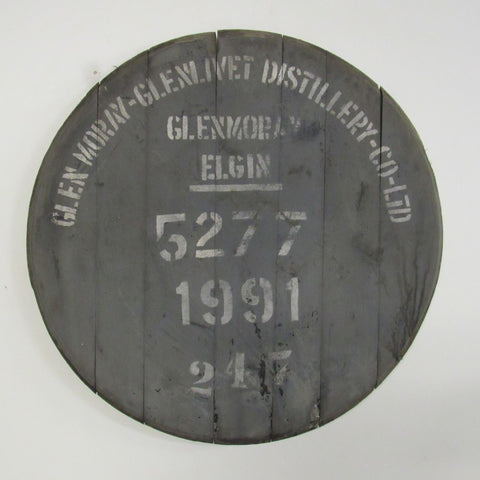 GLEN MORAY-GLENLIVET DISTILLERY-CO-LTD
GLENMORAY
ELGIN
5277
1991
247